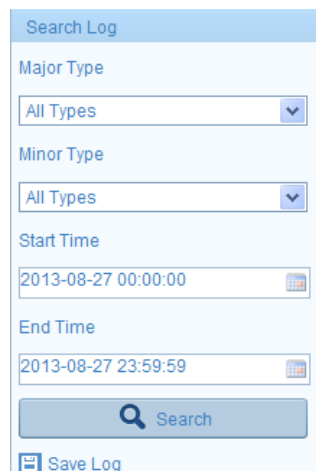 Search Log
Major Type
All Types
Minor Type
All Types
Start Time
2013-08-27 00:00:00
End Time
2013-08-27 23:59:59
Search
Save Log